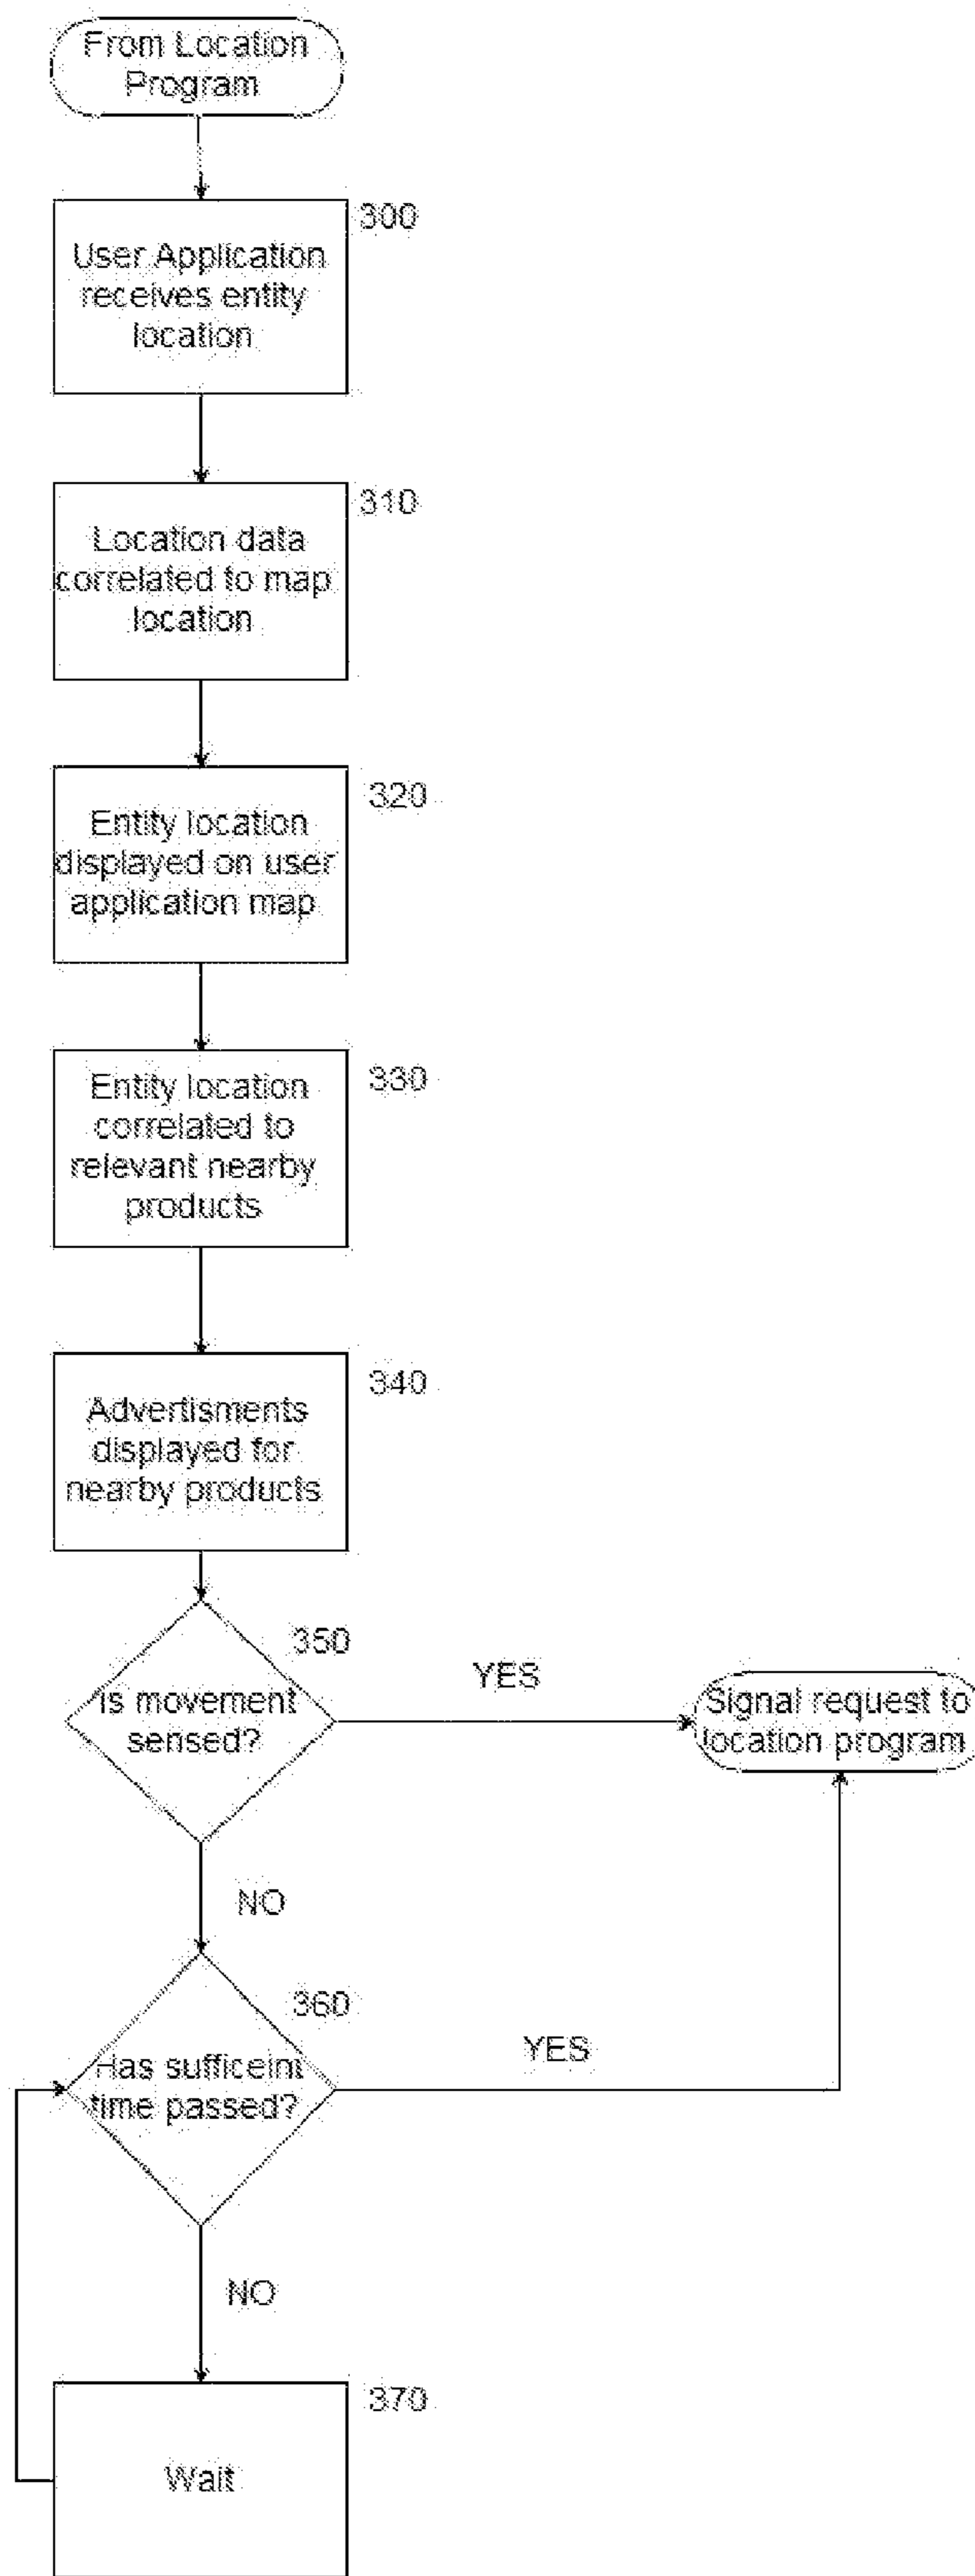 From Location
Program
300
User Application
receives entity
location
310
Location data
correlated to map
location
320
Entity location
displayed on user
application map
330
Entity location
correlated to
relevant nearby
products
340
Advertisments
displayed for
nearby products
350
Is movement
sensed?
YES
Signal request to
location program
NO
360
Has sufficeint
time passed?
YES
NO
370
Wait